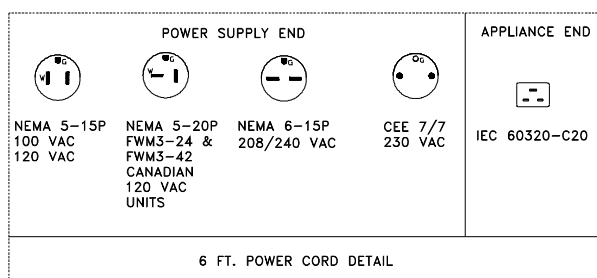 POWER SUPPLY END
APPLIANCE END
G
W
G
W
G
G
NEMA 5-15P
100 VAC
120 VAC
NEMA 5-20P
FWM3-24 &
FWM3-42
CANADIAN
120 VAC
UNITS
NEMA 6-15P
208/240 VAC
CEE 7/7
230 VAC
IEC 60320-C20
6 FT. POWER CORD DETAIL